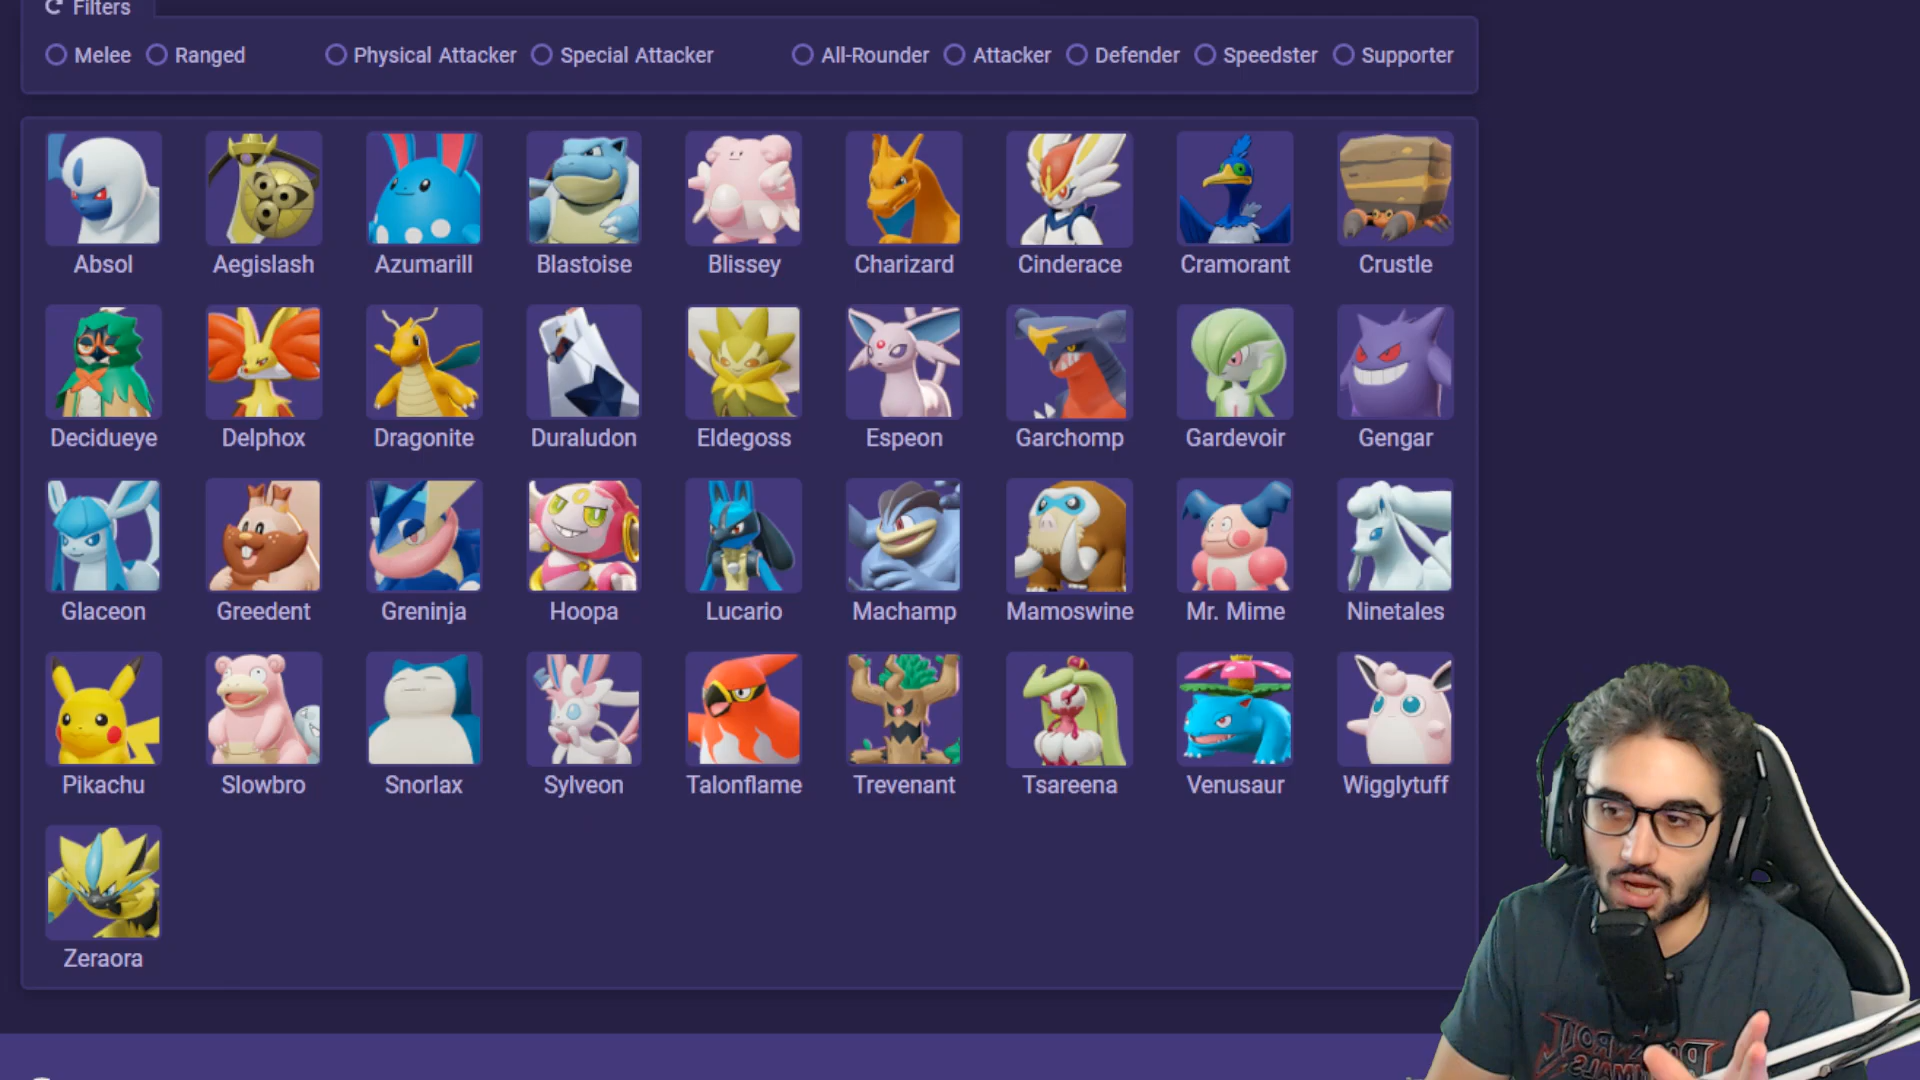 Filters
Melee Ranged Physical Attacker Special Attacker All-Rounder Attacker Defender Speedster Supporter
Absol Aegislash Azumarill Blastoise Blissey Charizard Cinderace Cramorant Crustle
Decidueye Delphox Dragonite Duraludon Eldegoss Espeon Garchomp Gardevoir Gengar
Glaceon Greedent Greninja Hoopa Lucario Machamp Mamoswine Mr. Mime Ninetales
Pikachu Slowbro Snorlax Sylveon Talonflame Trevenant Tsareena Venusaur Wigglytuff
Zeraora